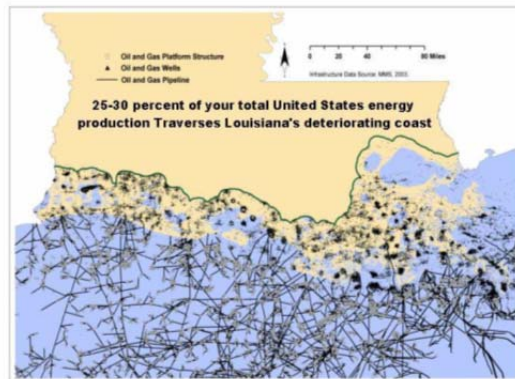 Oil and Gas Platform Structure
Oil and Gas Wells
Oil and Gas Pipeline
0 20 40 80 Miles
Infrastructure Data Source: MMS, 2003.
25-30 percent of your total United States energy
production Traverses Louisiana's deteriorating coast